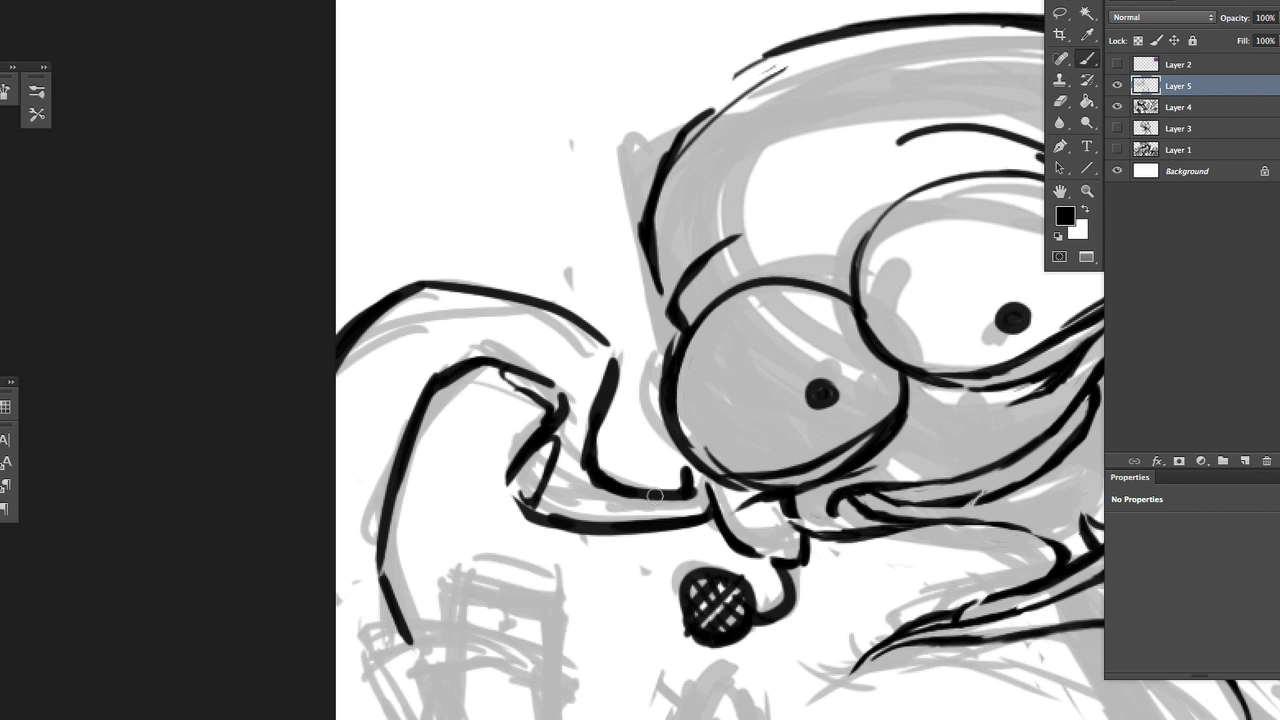 Normal
Opacity: 100%
Lock:
Fill: 100%
Layer 2
Layer 5
Layer 4
Layer 3
Layer 1
Background
Properties
No Properties